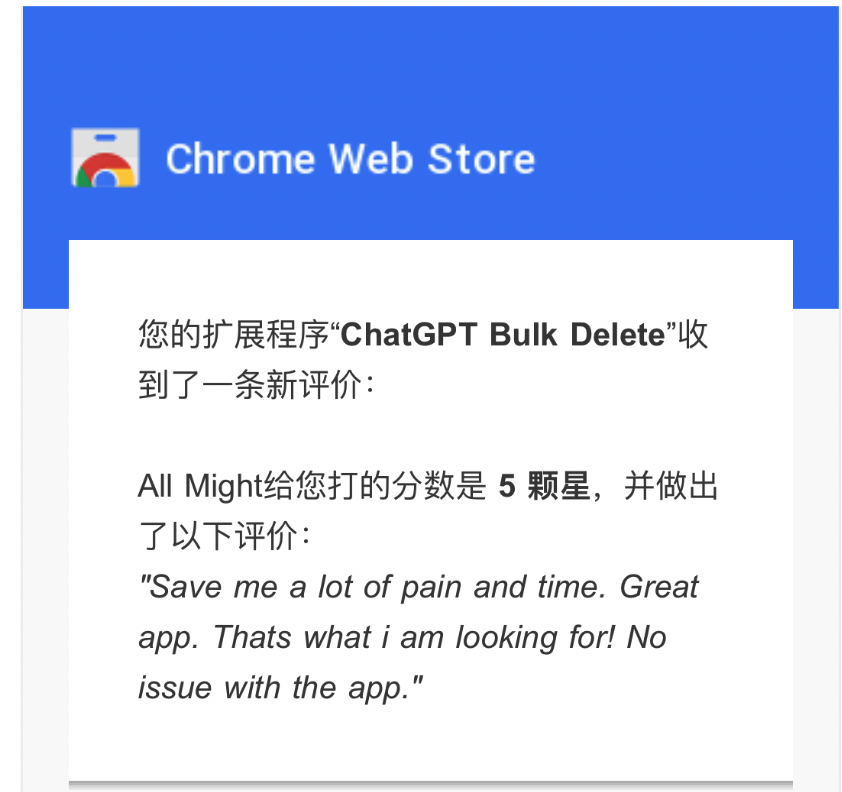 Chrome Web Store
您的扩展程序“ChatGPT Bulk Delete”收
到了一条新评价：
All Might给您打的分数是 5 颗星，并做出
了以下评价：
"Save me a lot of pain and time. Great
app. Thats what i am looking for! No
issue with the app."